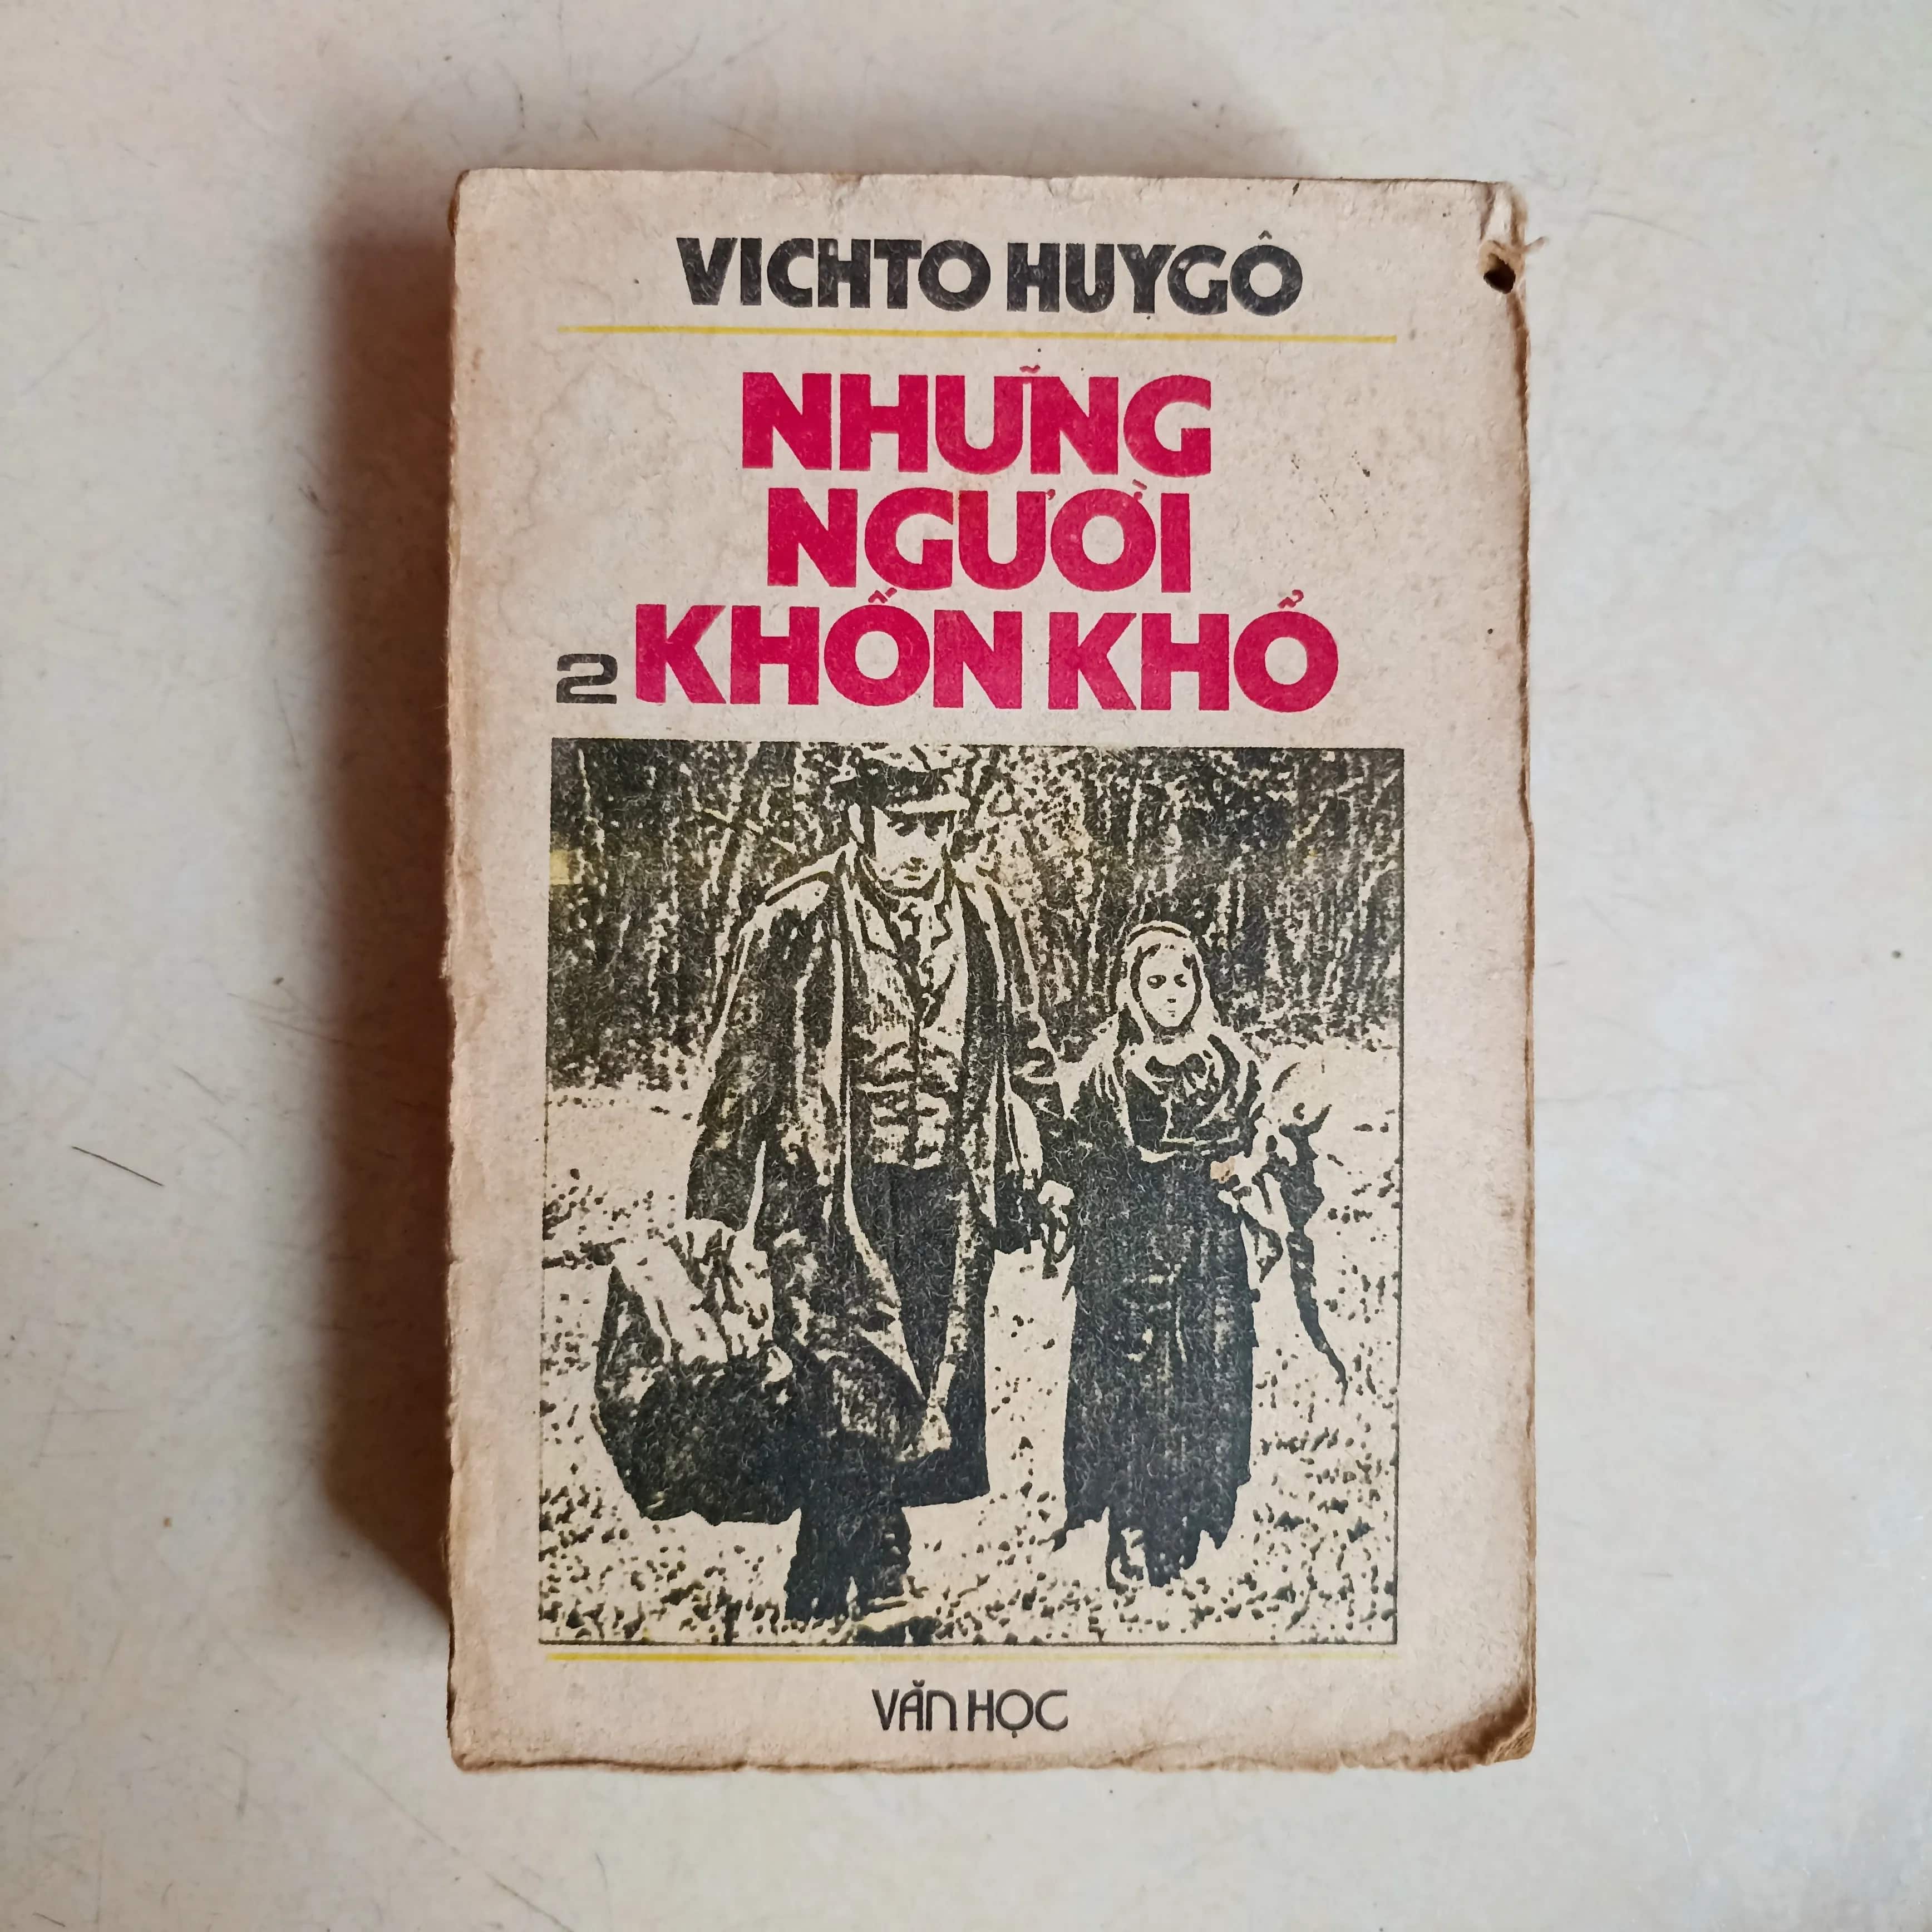 VICHTO HUYGÔ
NHỮNG
NGƯỜI
2 KHỐN KHỔ
VĂN HỌC